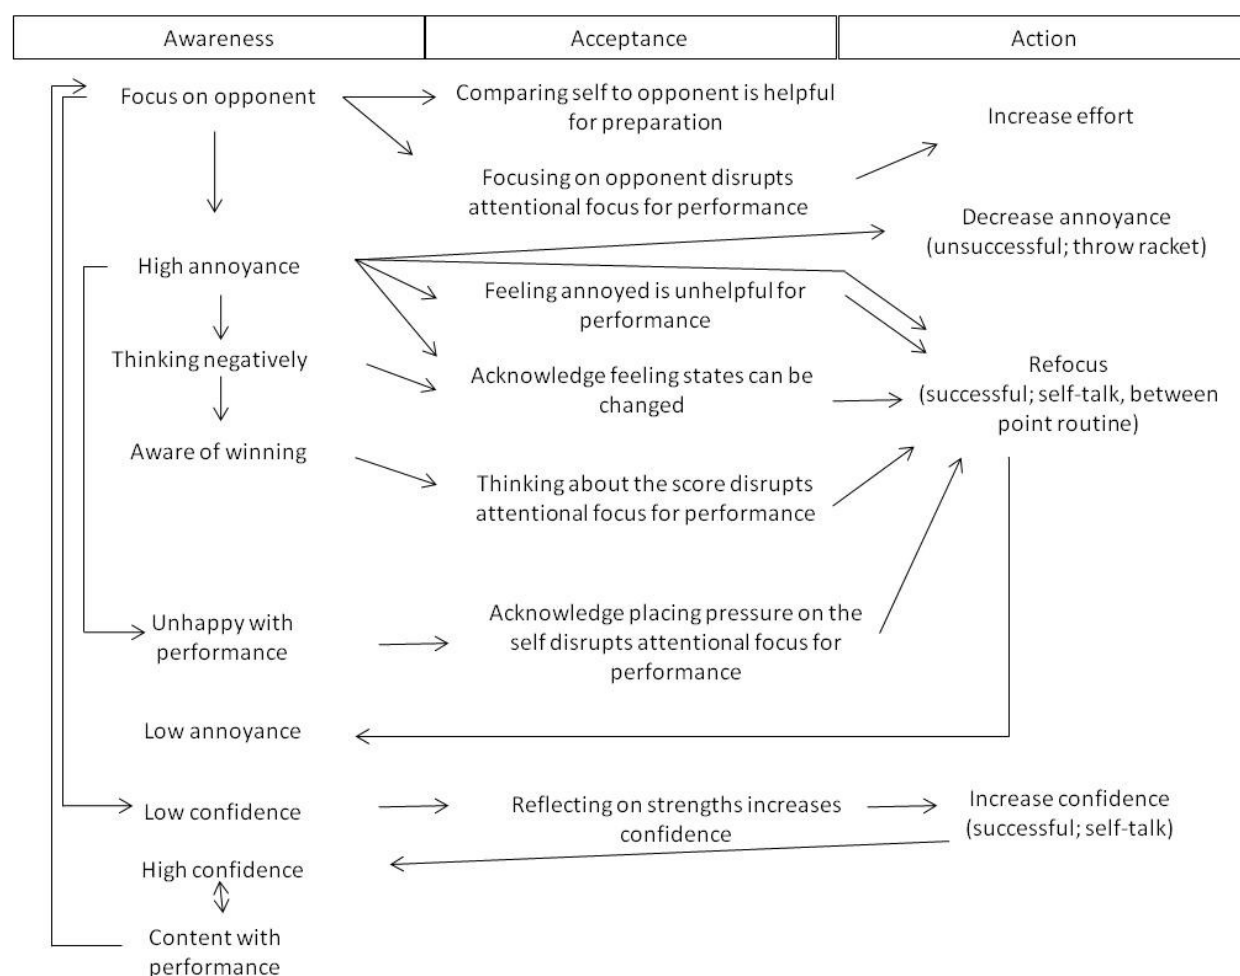 Awareness
Acceptance
Action
Focus on opponent
Comparing self to opponent is helpful
for preparation
Increase effort
Focusing on opponent disrupts
attentional focus for performance
Decrease annoyance
(unsuccessful; throw racket)
High annoyance
Feeling annoyed is unhelpful for
performance
Thinking negatively
Acknowledge feeling states can be
changed
Refocus
(successful; self-talk, between
point routine)
Aware of winning
Thinking about the score disrupts
attentional focus for performance
Unhappy with
performance
Acknowledge placing pressure on the
self disrupts attentional focus for
performance
Low annoyance
Low confidence
Reflecting on strengths increases
confidence
Increase confidence
(successful; self-talk)
High confidence
Content with
performance